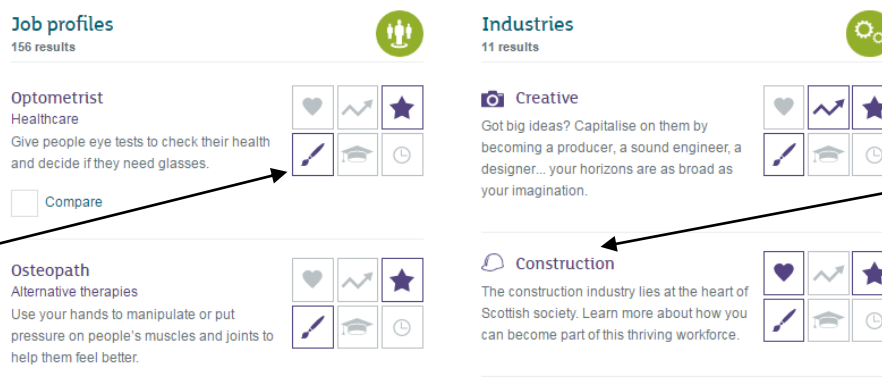 Job profiles
156 results
Optometrist
Healthcare
Give people eye tests to check their health
and decide if they need glasses.
Compare
Osteopath
Alternative therapies
Use your hands to manipulate or put
pressure on people's muscles and joints to
help them feel better.
Industries
11 results
Creative
Got big ideas? Capitalise on them by
becoming a producer, a sound engineer, a
designer... your horizons are as broad as
your imagination.
Construction
The construction industry lies at the heart of
Scottish society. Learn more about how you
can become part of this thriving workforce.